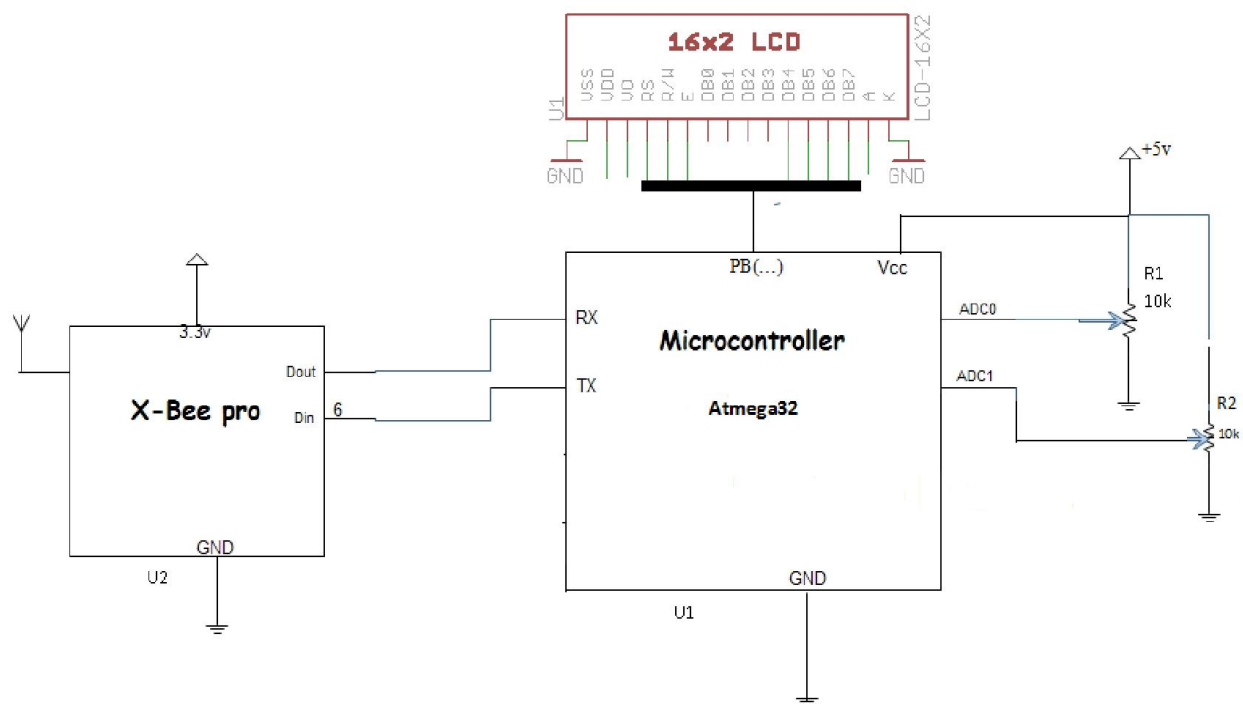 16x2 LCD
VSS
VDD
VO
RS
R/W
E
DB0
DB1
DB2
DB3
DB4
DB5
DB6
DB7
A
K
U1
LCD-16X2
GND
GND
+5v
PB(...)
Vcc
R1
10k
3.3v
RX
ADC0
Microcontroller
Dout
TX
ADC1
X-Bee pro
Din
6
Atmega32
R2
10k
GND
U2
GND
U1